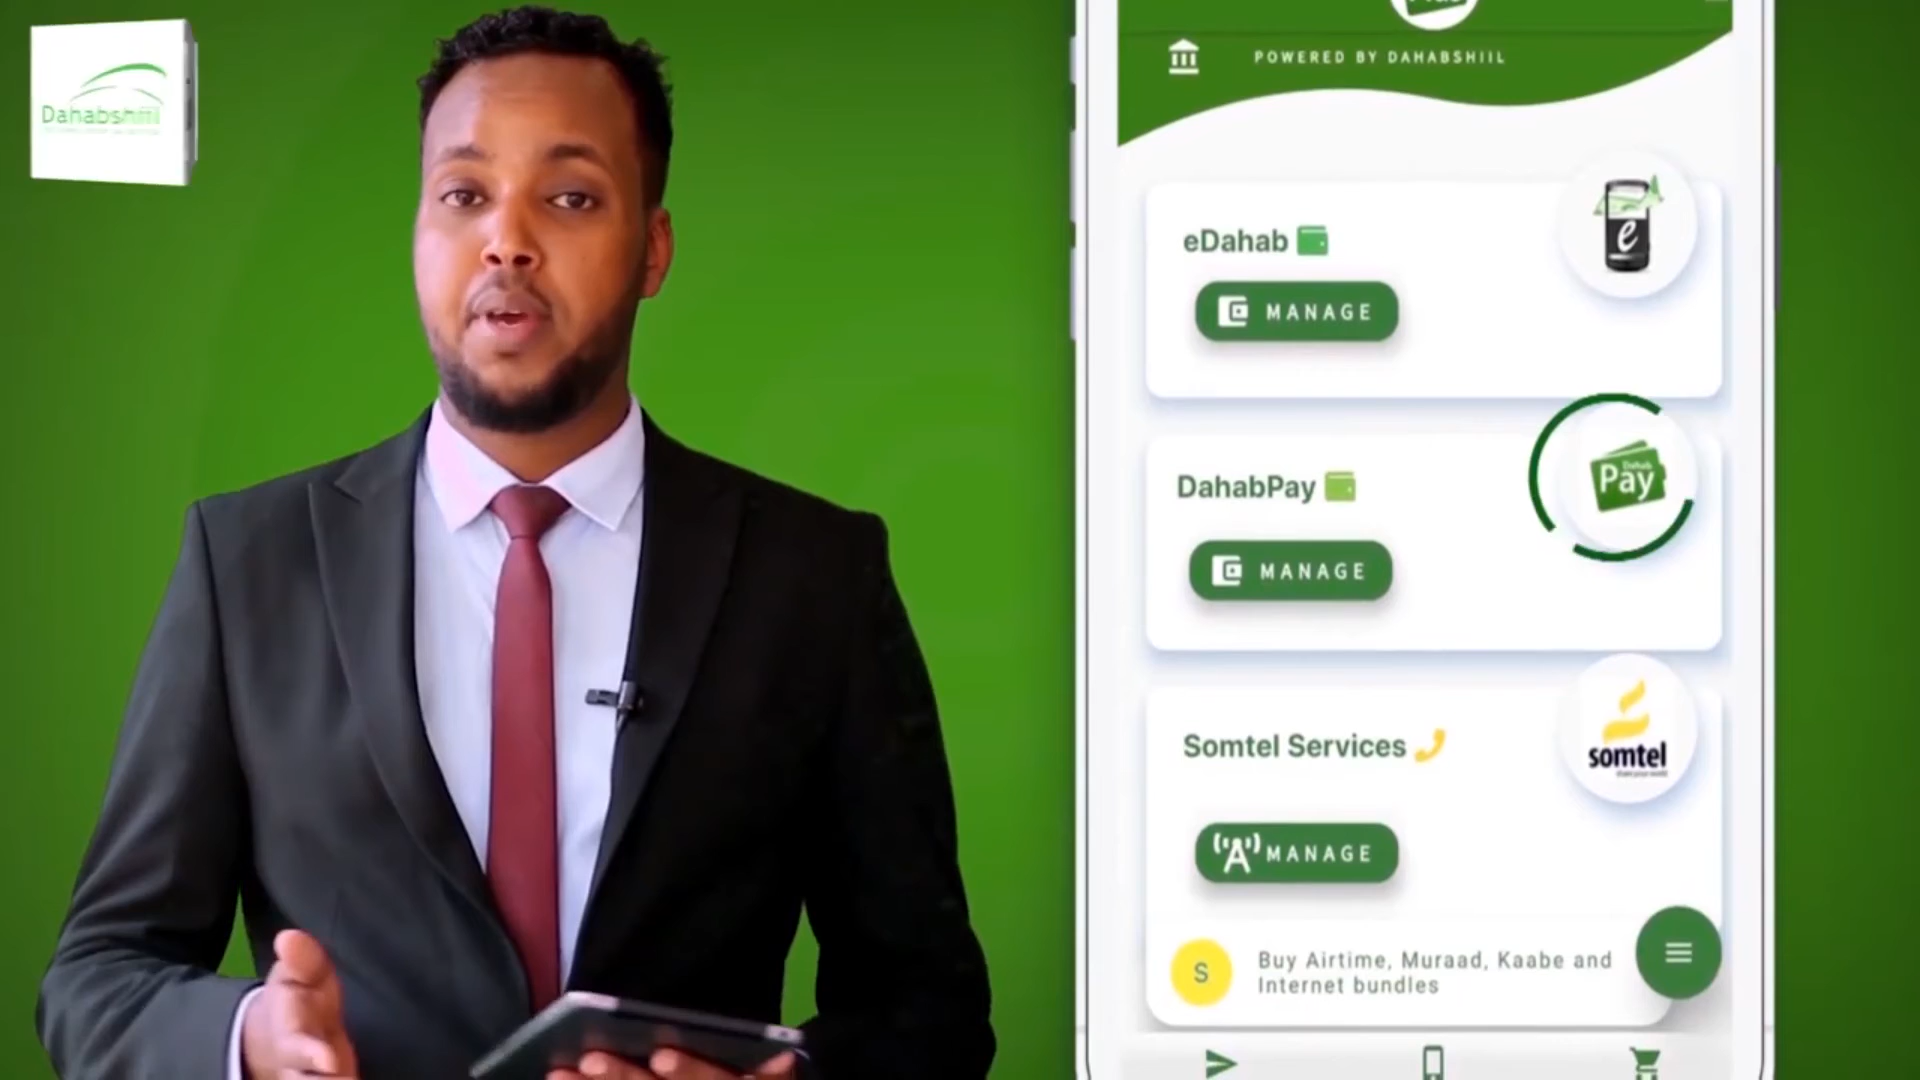 Dahabshiil
POWERED BY DAHABSHIIL
eDahab
e
MANAGE
DahabPay
Dahab
Pay
MANAGE
Somtel Services
somtel
MANAGE
S
Buy Airtime, Muraad, Kaabe and
Internet bundles